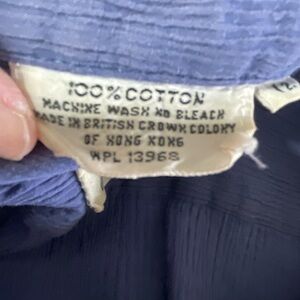 100% COTTON
MACHINE WASH NO BLEACH
MADE IN BRITISH CROWN COLONY
OF HONG KONG
WPL 13968